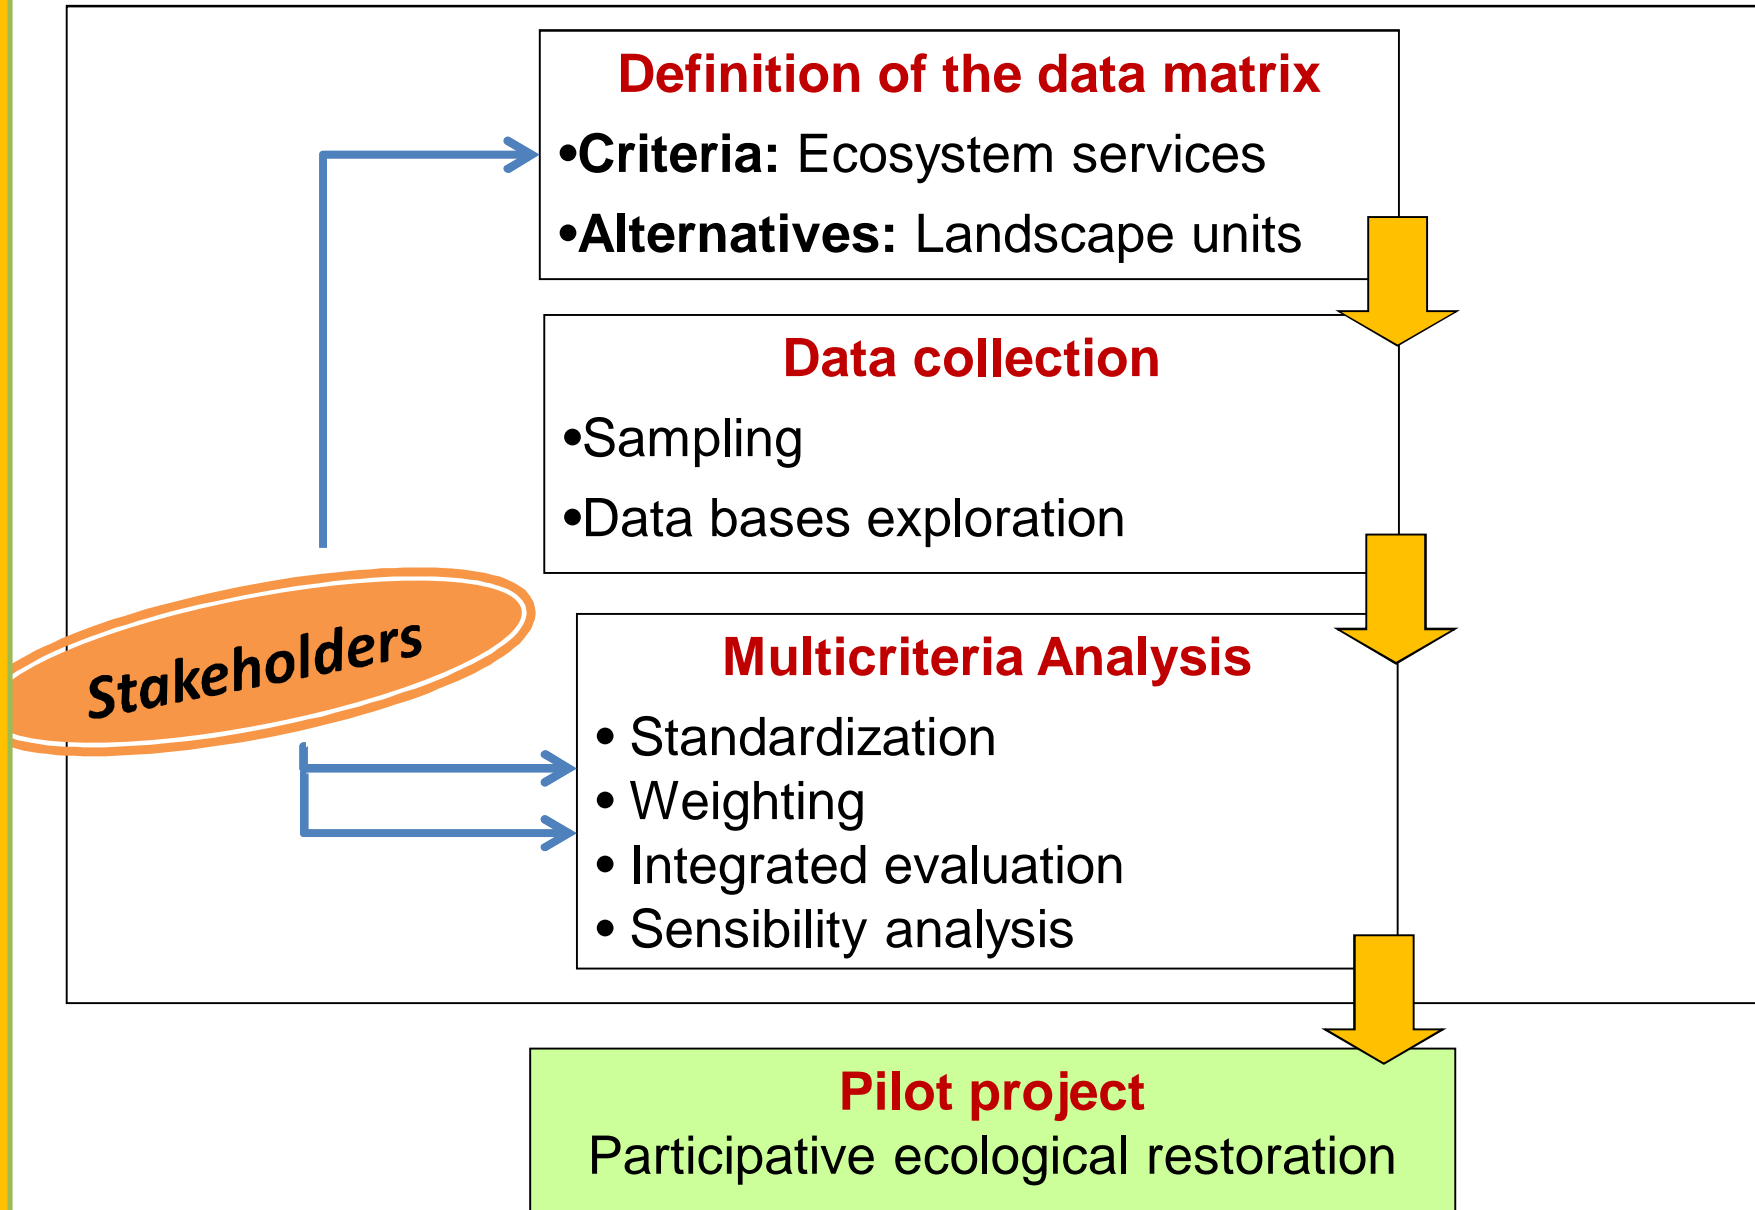 Definition of the data matrix
•Criteria: Ecosystem services
•Alternatives: Landscape units
Data collection
•Sampling
•Data bases exploration
Stakeholders
Multicriteria Analysis
• Standardization
• Weighting
• Integrated evaluation
• Sensibility analysis
Pilot project
Participative ecological restoration